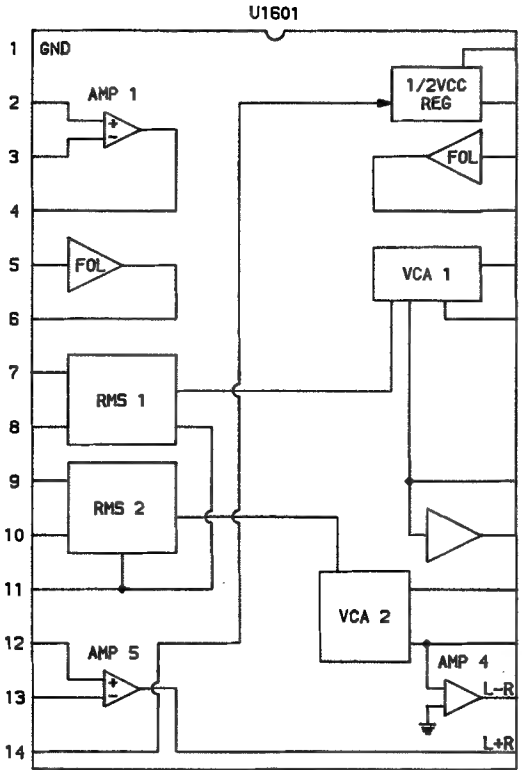 U1601
1 GND
1/2VCC
REG
2 AMP 1
+
−
3 FOL
4
5 FOL
VCA 1
6
7
RMS 1
8
9
RMS 2
10
11
VCA 2
12
AMP 5
AMP 4
+
−
13 L−R
L+R
14